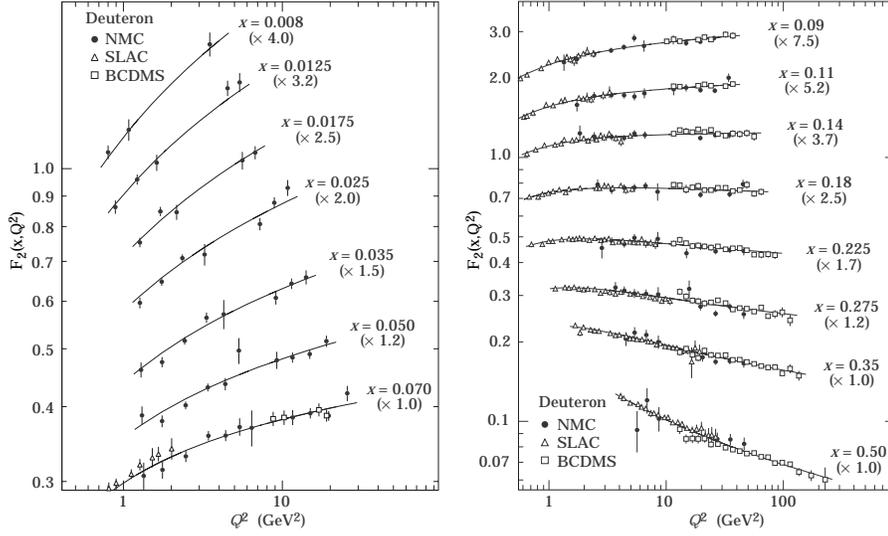 Deuteron
NMC
SLAC
BCDMS
x = 0.008
(× 4.0)
x = 0.0125
(× 3.2)
x = 0.0175
(× 2.5)
x = 0.025
(× 2.0)
x = 0.035
(× 1.5)
x = 0.050
(× 1.2)
x = 0.070
(× 1.0)
1.0
0.9
0.8
0.7
0.6
0.5
0.4
0.3
F₂(x,Q²)
1
10
Q² (GeV²)
x = 0.09
(× 7.5)
x = 0.11
(× 5.2)
x = 0.14
(× 3.7)
x = 0.18
(× 2.5)
x = 0.225
(× 1.7)
x = 0.275
(× 1.2)
x = 0.35
(× 1.0)
x = 0.50
(× 1.0)
3.0
2.0
1.0
0.7
0.5
0.4
0.3
0.2
0.1
0.07
F₂(x,Q²)
Deuteron
NMC
SLAC
BCDMS
1
10
100
Q² (GeV²)